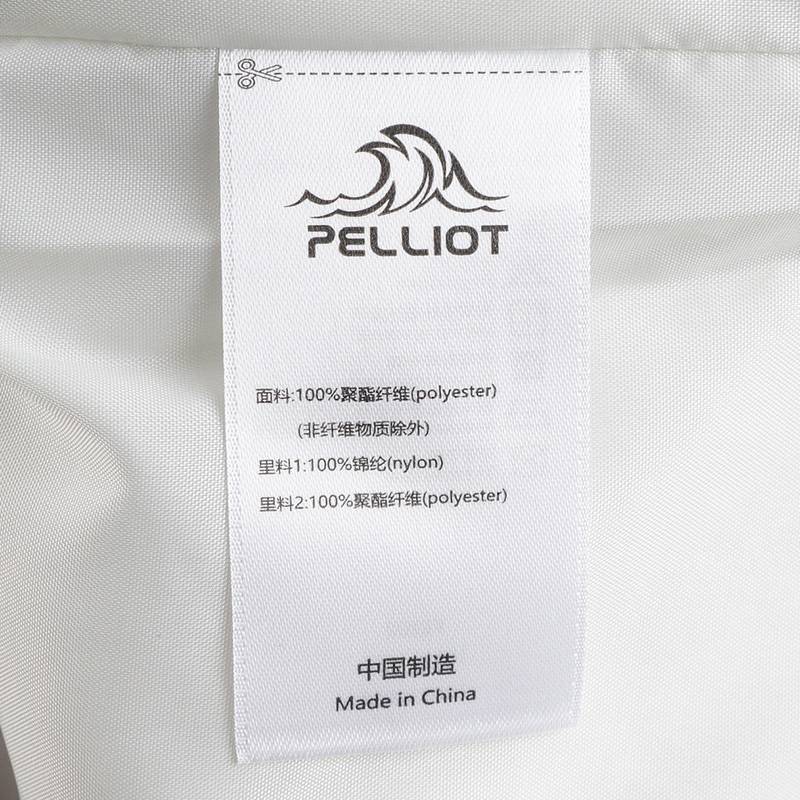 PELLIOT
面料:100%聚酯纤维(polyester)
(非纤维物质除外)
里料1:100%锦纶(nylon)
里料2:100%聚酯纤维(polyester)
中国制造
Made in China